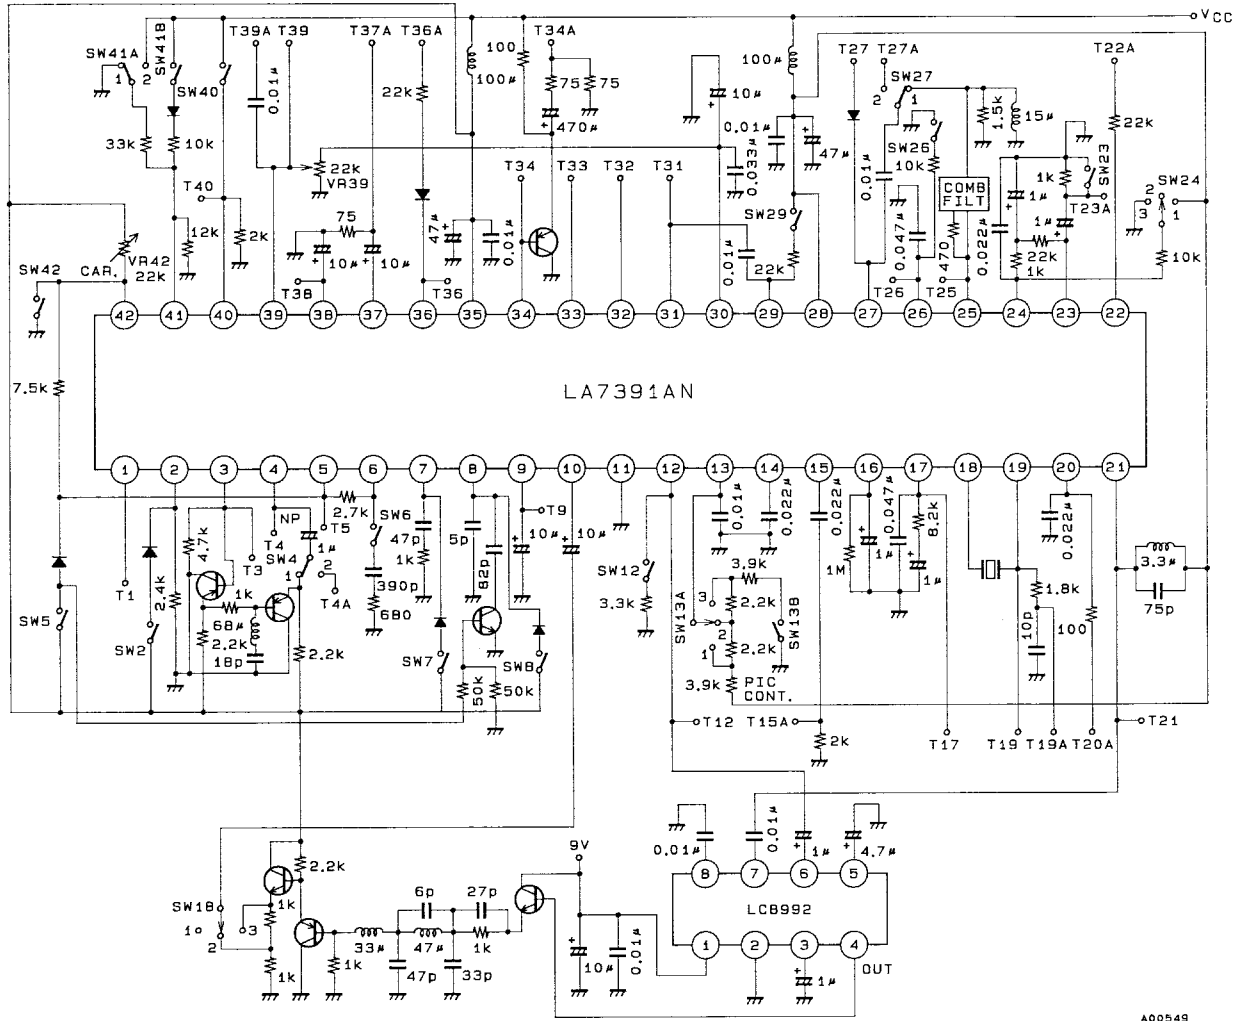 VCC
SW41A
SW41B
T39A T39 T37A T36A T34A T27 T27A T22A
1 2
SW40
0.01μ
22k
100μ
100
75
75
470μ
10μ
100μ
0.01μ
47μ
0.033μ
SW27
2 1
SW26
10k
0.01μ
1.5k
15μ
22k
33k
10k
22k
VR39
T34 T33 T32 T31
COMB
FILT
1k
SW23
T23A
SW24
2
3 1
T40
12k
2k
75
47μ
0.01μ
SW29
0.01μ
22k
0.047μ
470
0.022μ
1μ
1μ
22k
1k
10k
SW42
CAR.
VR42
22k
T38
10μ
10μ
T36
T26
T25
42 41 40 39 38 37 36 35 34 33 32 31 30 29 28 27 26 25 24 23 22
7.5k
LA7391AN
1 2 3 4 5 6 7 8 9 10 11 12 13 14 15 16 17 18 19 20 21
2.7k
SW6
NP
T4
T5
1μ
SW4
1
2
T4A
4.7k
T3
47p
1k
5p
82p
T9
10μ
10μ
0.01μ
0.022μ
0.022μ
0.047μ
8.2k
1M
1μ
1μ
0.022μ
3.3μ
75p
T1
2.4k
1k
68μ
2.2k
18p
2.2k
390p
680
SW5
SW2
SW7
50k
50k
SW8
SW12
3.3k
SW13A
3
2
1
3.9k
2.2k
2.2k
SW13B
3.9k
PIC
CONT.
1.8k
10p
100
T12
T15A
2k
T17
T19
T19A
T20A
T21
0.01μ
0.01μ
1μ
4.7μ
9V
8 7 6 5
LC8992
1 2 3 4
OUT
2.2k
SW18
1
2
3
1k
1k
1k
33μ
6p
47μ
47p
27p
1k
33p
10μ
0.01μ
1μ
A00549